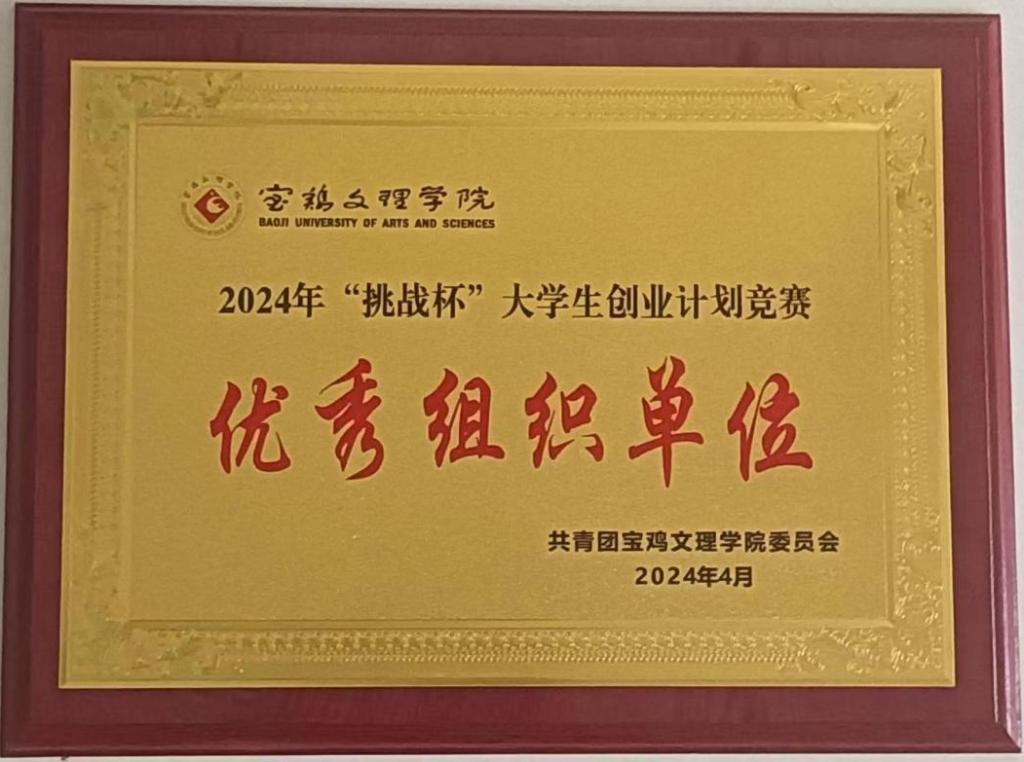 宝鸡文理学院
BAOJI UNIVERSITY OF ARTS AND SCIENCES
2024年“挑战杯”大学生创业计划竞赛
优秀组织单位
共青团宝鸡文理学院委员会
2024年4月